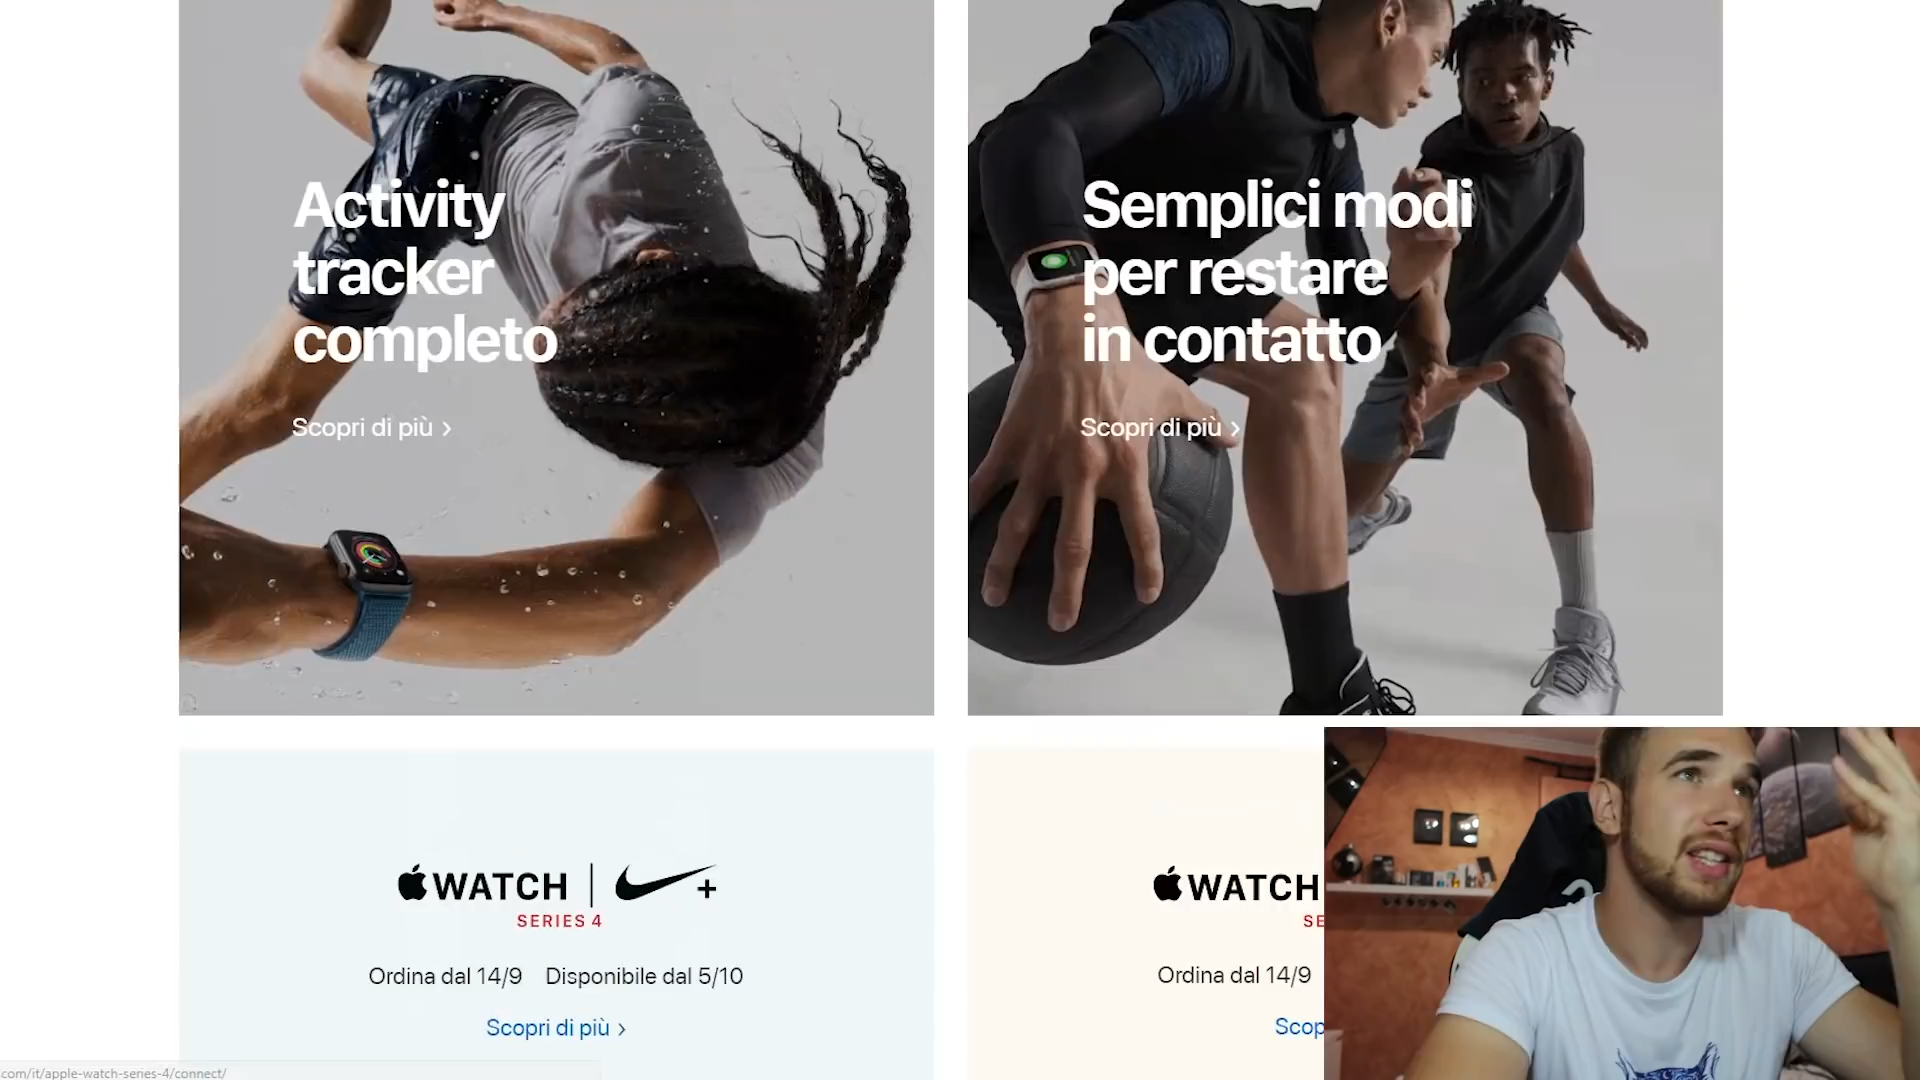 Activity
tracker
completo
Scopri di più
Semplici modi
per restare
in contatto
Scopri di più
WATCH
SERIES 4
Ordina dal 14/9 Disponibile dal 5/10
Scopri di più
WATCH
SE
Ordina dal 14/9
Scop
com/it/apple-watch-series-4/connect/